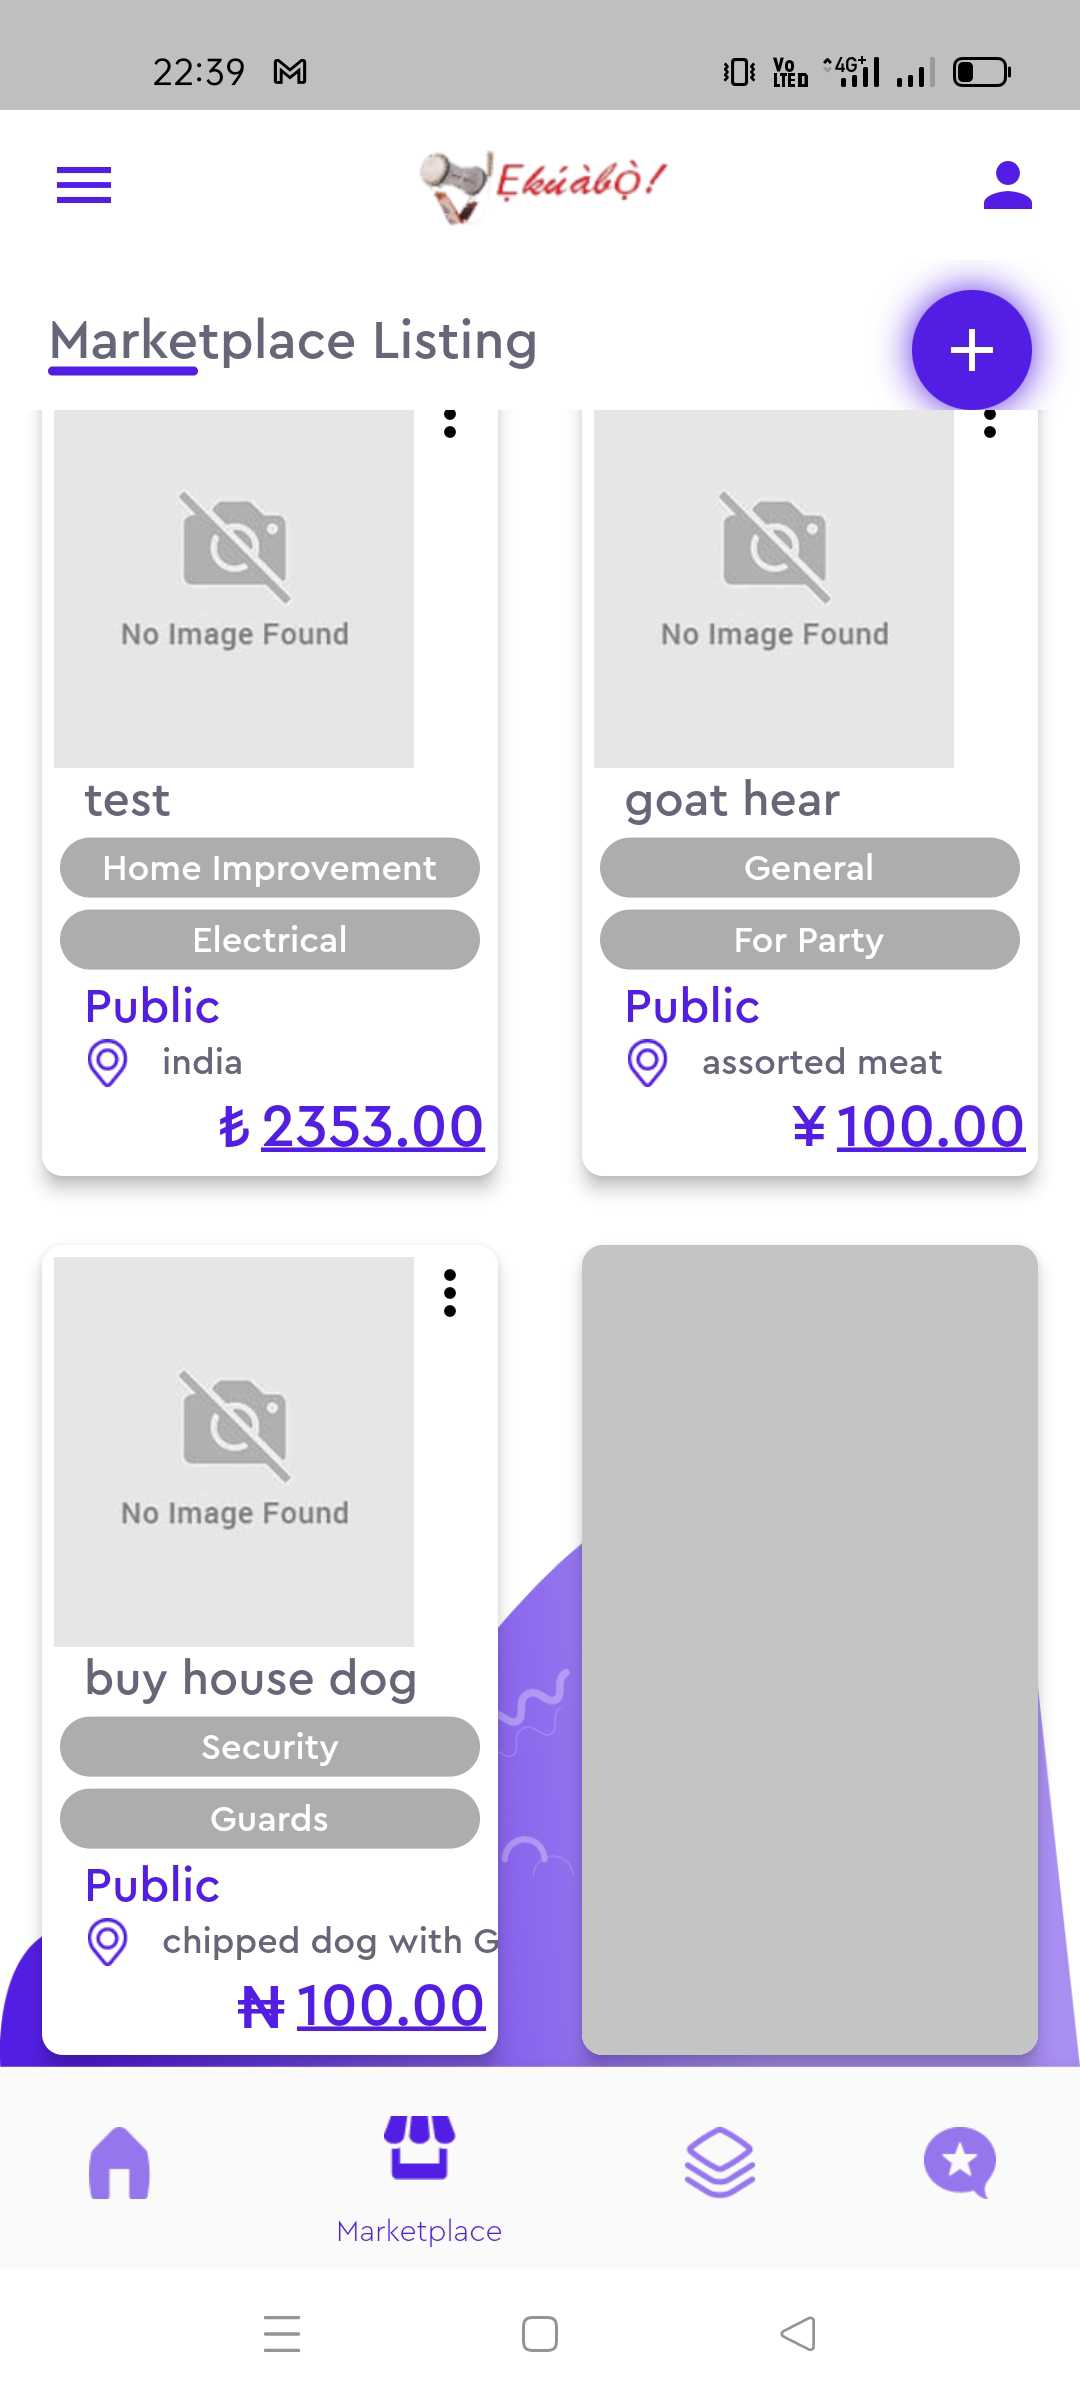 22:39
Vo LTE 4G+
Ẹkúàbọ̀!
Marketplace Listing
No Image Found
test
Home Improvement
Electrical
Public
india
₺ 2353.00
No Image Found
goat hear
General
For Party
Public
assorted meat
¥ 100.00
No Image Found
buy house dog
Security
Guards
Public
chipped dog with G
₦ 100.00
Marketplace